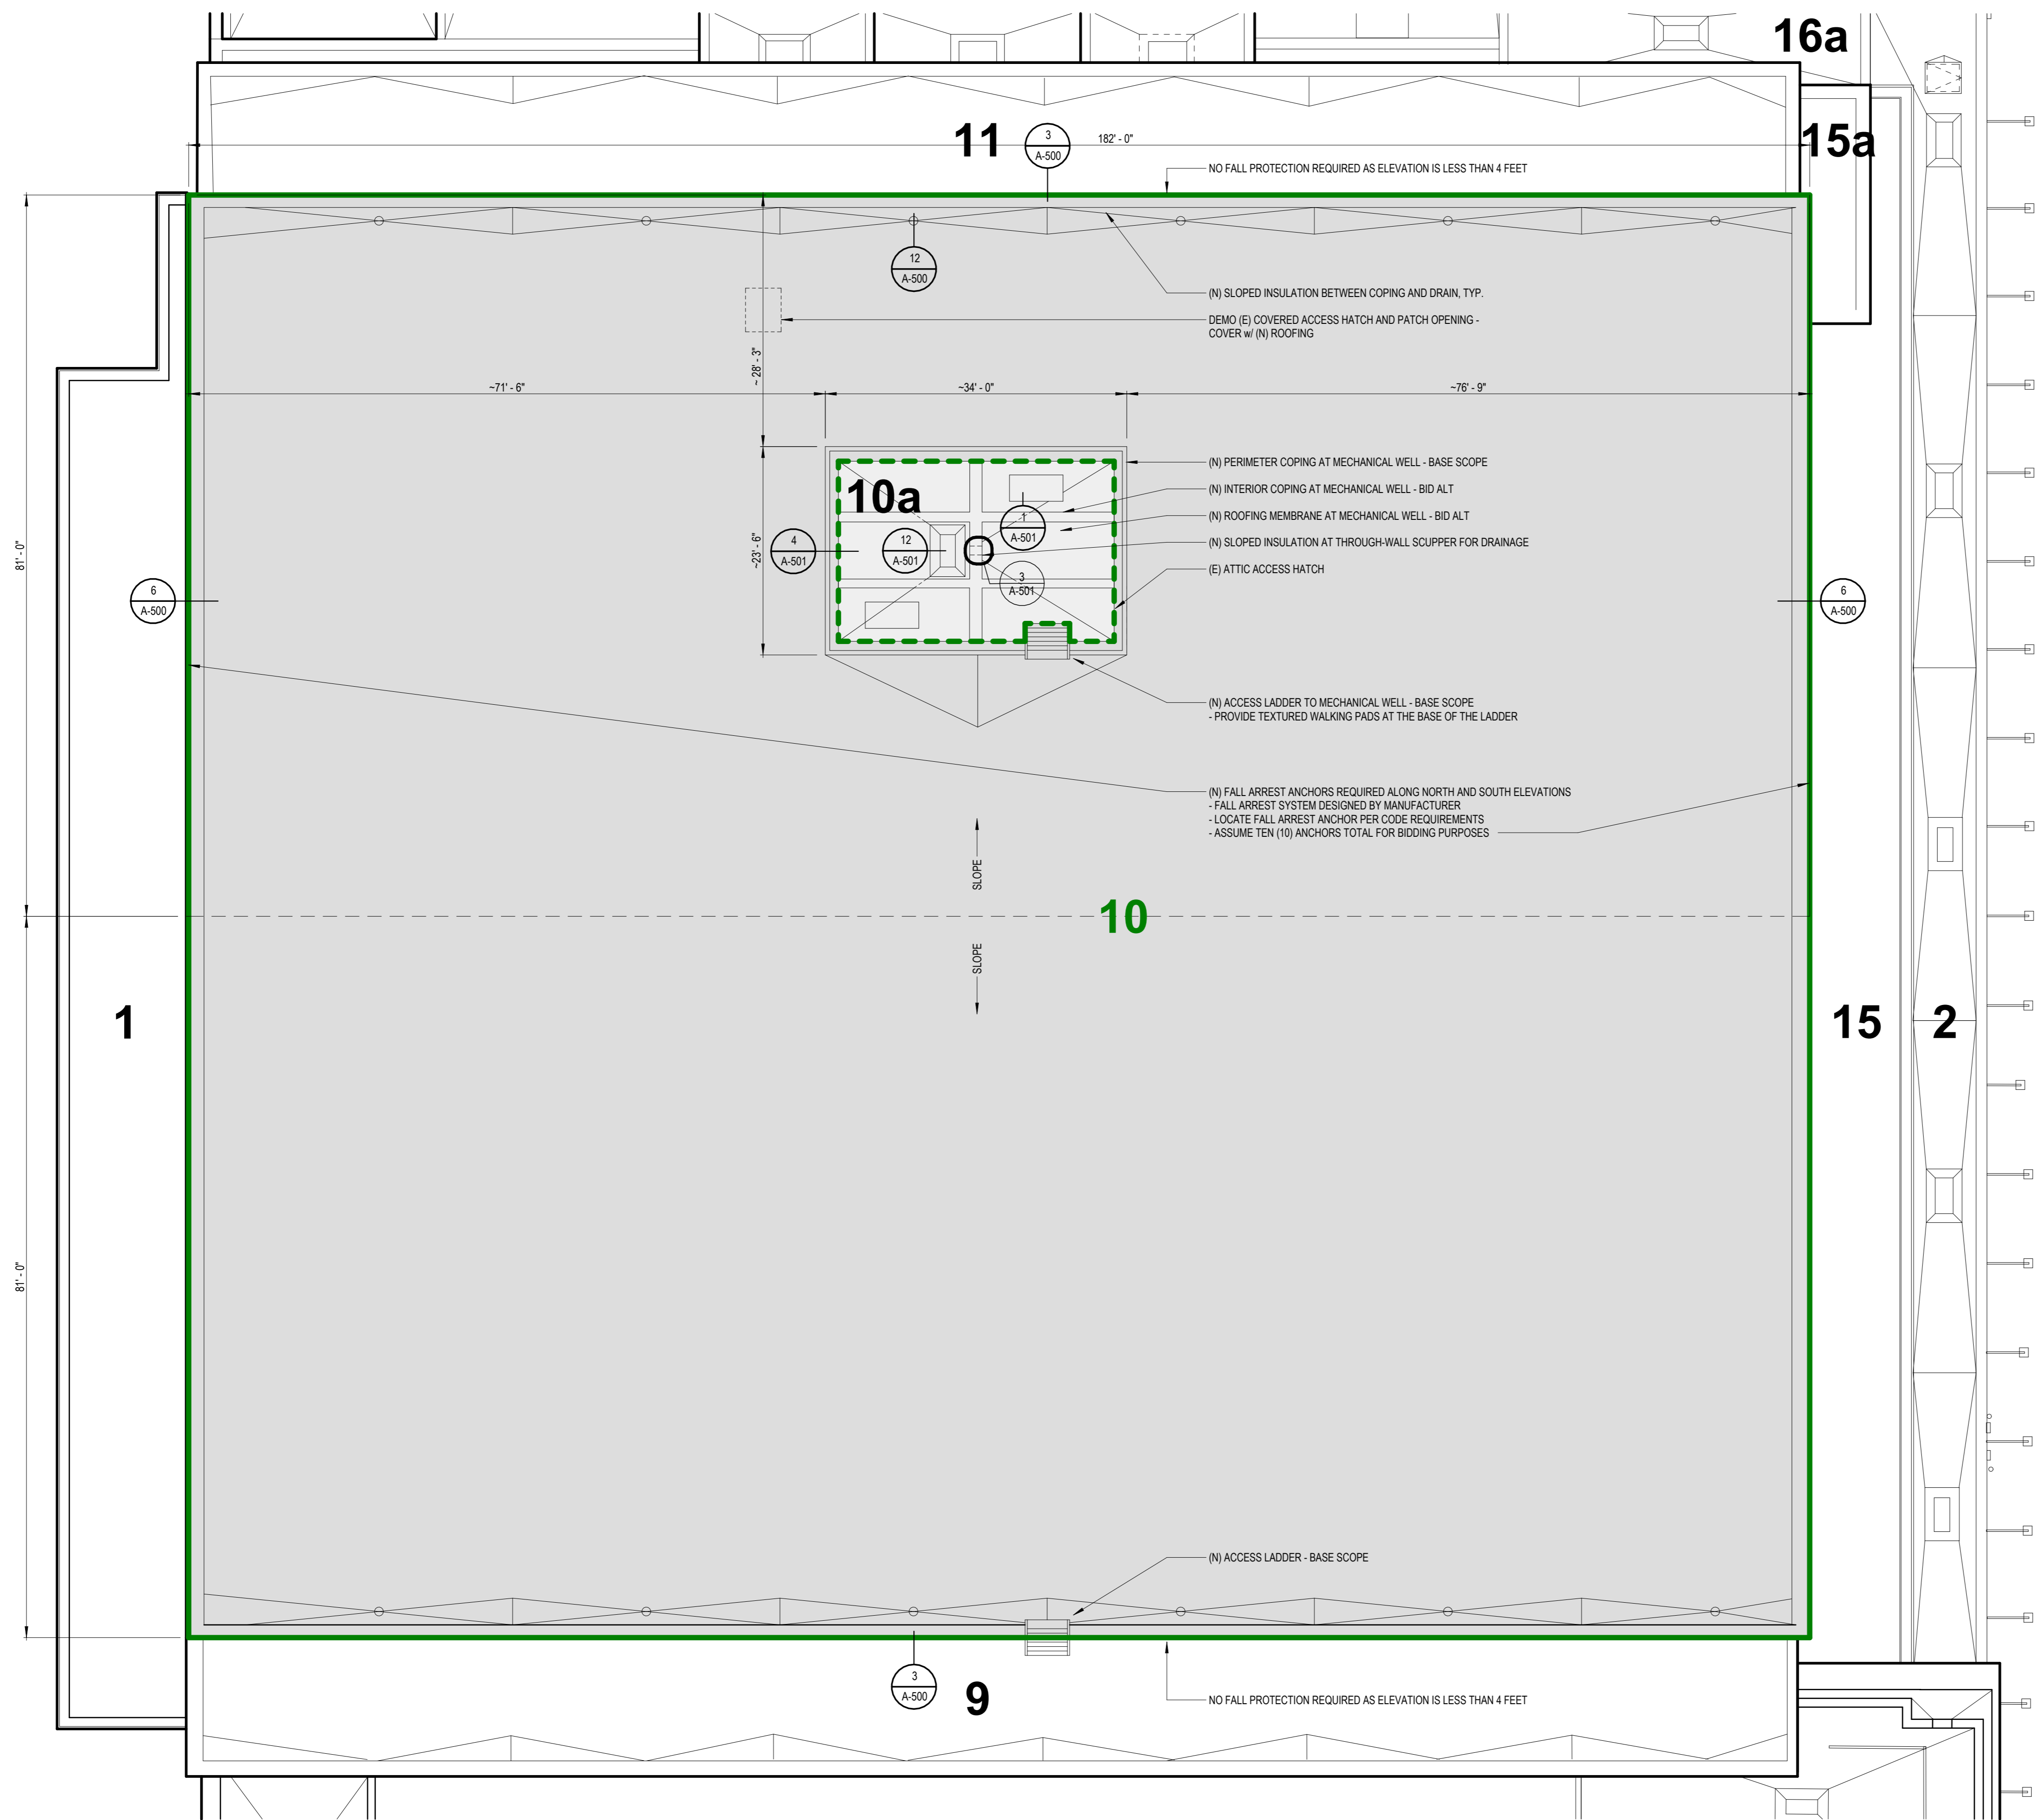 16a
11
3
A-500
182' - 0"
15a
NO FALL PROTECTION REQUIRED AS ELEVATION IS LESS THAN 4 FEET
12
A-500
(N) SLOPED INSULATION BETWEEN COPING AND DRAIN, TYP.
DEMO (E) COVERED ACCESS HATCH AND PATCH OPENING -
COVER w/ (N) ROOFING
~ 28' - 3"
~71' - 6"
~34' - 0"
~76' - 9"
(N) PERIMETER COPING AT MECHANICAL WELL - BASE SCOPE
10a
(N) INTERIOR COPING AT MECHANICAL WELL - BID ALT
1
A-501
(N) ROOFING MEMBRANE AT MECHANICAL WELL - BID ALT
4
A-501
12
A-501
~23' - 6"
(N) SLOPED INSULATION AT THROUGH-WALL SCUPPER FOR DRAINAGE
3
A-501
(E) ATTIC ACCESS HATCH
81' - 0"
6
A-500
6
A-500
(N) ACCESS LADDER TO MECHANICAL WELL - BASE SCOPE
- PROVIDE TEXTURED WALKING PADS AT THE BASE OF THE LADDER
(N) FALL ARREST ANCHORS REQUIRED ALONG NORTH AND SOUTH ELEVATIONS
- FALL ARREST SYSTEM DESIGNED BY MANUFACTURER
- LOCATE FALL ARREST ANCHOR PER CODE REQUIREMENTS
- ASSUME TEN (10) ANCHORS TOTAL FOR BIDDING PURPOSES
SLOPE
10
SLOPE
1
15
2
81' - 0"
(N) ACCESS LADDER - BASE SCOPE
3
A-500
9
NO FALL PROTECTION REQUIRED AS ELEVATION IS LESS THAN 4 FEET